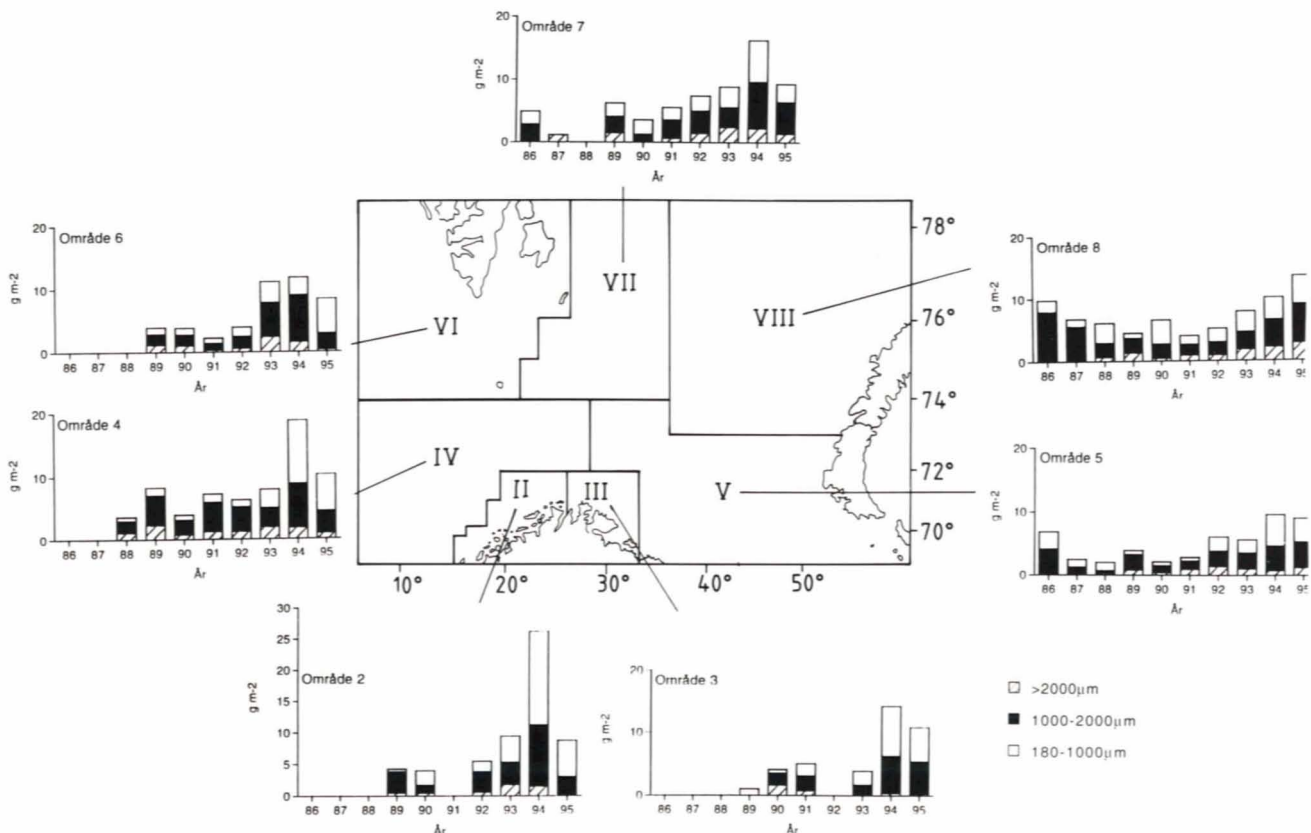 Område 7
g m-2
20
10
0
86 87 88 89 90 91 92 93 94 95
År
Område 6
g m-2
20
10
0
86 87 88 89 90 91 92 93 94 95
År
Område 4
g m-2
20
10
0
86 87 88 89 90 91 92 93 94 95
År
VI
VII
VIII
IV
II
III
V
78°
76°
74°
72°
70°
10° 20° 30° 40° 50°
Område 8
g m-2
20
10
0
86 87 88 89 90 91 92 93 94 95
År
Område 5
g m-2
20
10
0
86 87 88 89 90 91 92 93 94 95
År
Område 2
g m-2
30
25
20
15
10
5
0
86 87 88 89 90 91 92 93 94 95
År
Område 3
g m-2
20
10
0
86 87 88 89 90 91 92 93 94 95
År
>2000µm
1000-2000µm
180-1000µm